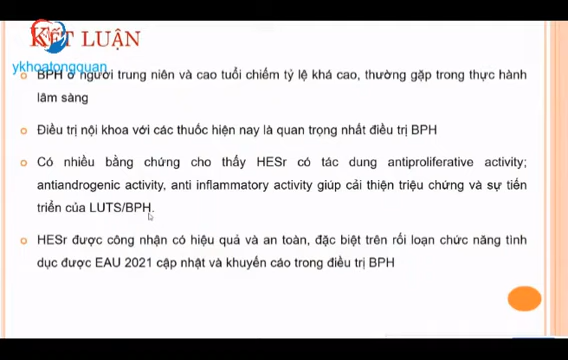 KẾT LUẬN
ykhoatongquan
BPH ở người trung niên và cao tuổi chiếm tỷ lệ khá cao, thường gặp trong thực hành
lâm sàng
Điều trị nội khoa với các thuốc hiện nay là quan trọng nhất điều trị BPH
Có nhiều bằng chứng cho thấy HESr có tác dung antiproliferative activity;
antiandrogenic activity, anti inflammatory activity giúp cải thiện triệu chứng và sự tiến
triển của LUTS/BPH.
HESr được công nhận có hiệu quả và an toàn, đặc biệt trên rối loạn chức năng tình
dục được EAU 2021 cập nhật và khuyến cáo trong điều trị BPH